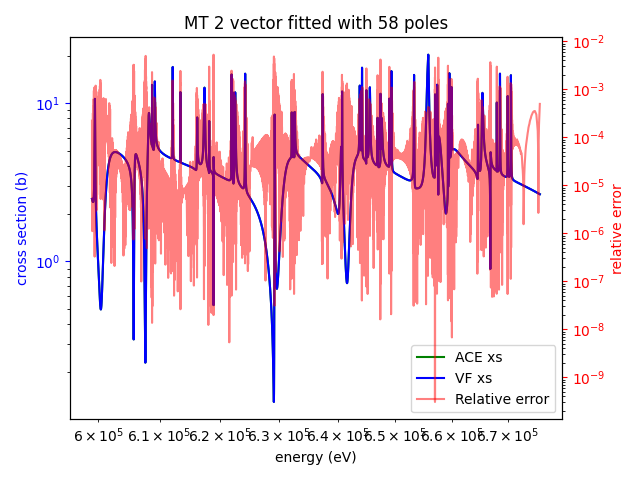 MT 2 vector fitted with 58 poles
10¹
10⁰
cross section (b)
10⁻²
10⁻³
10⁻⁴
10⁻⁵
10⁻⁶
10⁻⁷
10⁻⁸
10⁻⁹
relative error
ACE xs
VF xs
Relative error
6 × 10⁵ 6.1 × 10⁵ 6.2 × 10⁵ 6.3 × 10⁵ 6.4 × 10⁵ 6.5 × 10⁵ 6.6 × 10⁵ 6.7 × 10⁵
energy (eV)